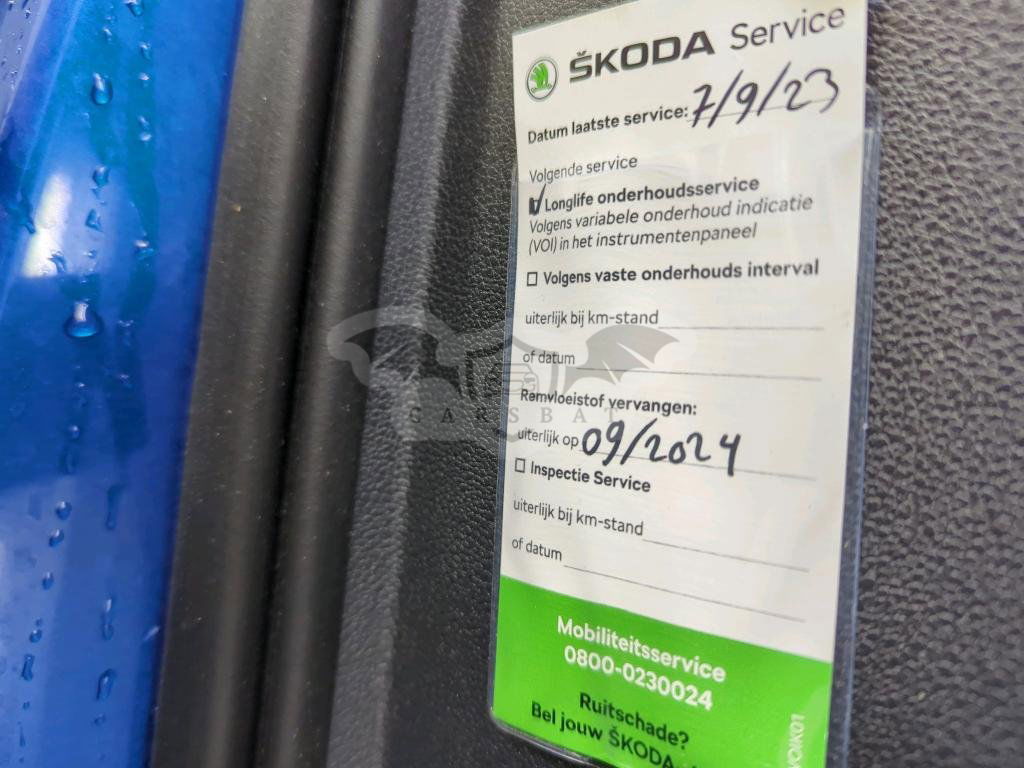 ŠKODA Service
Datum laatste service: 7/9/23
Volgende service
Longlife onderhoudsservice
Volgens variabele onderhoud indicatie
(VOI) in het instrumentenpaneel
Volgens vaste onderhouds interval
uiterlijk bij km-stand
of datum
Remvloeistof vervangen:
CARSBAT
uiterlijk op 09/2024
Inspectie Service
uiterlijk bij km-stand
of datum
Mobiliteitsservice
0800-0230024
Ruitschade?
Bel jouw ŠKODA